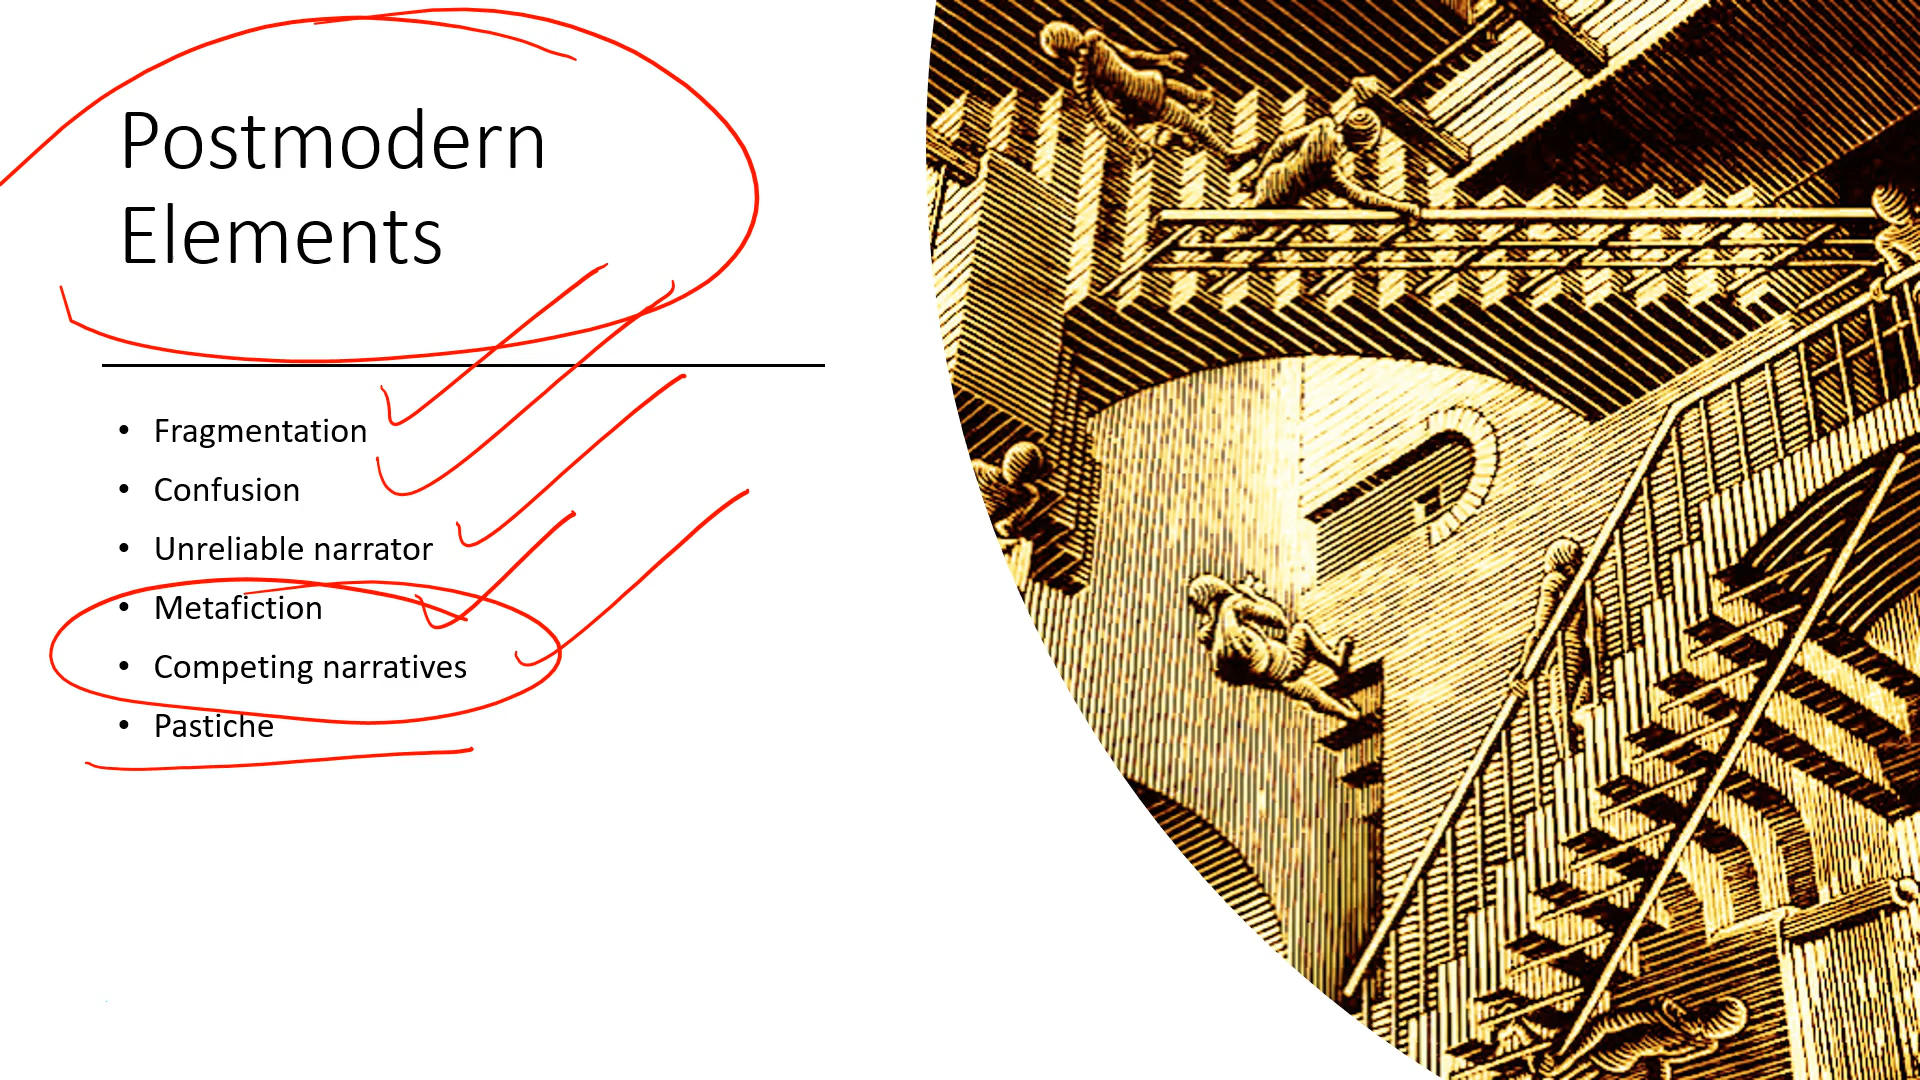 Postmodern
Elements
• Fragmentation
• Confusion
• Unreliable narrator
• Metafiction
• Competing narratives
• Pastiche